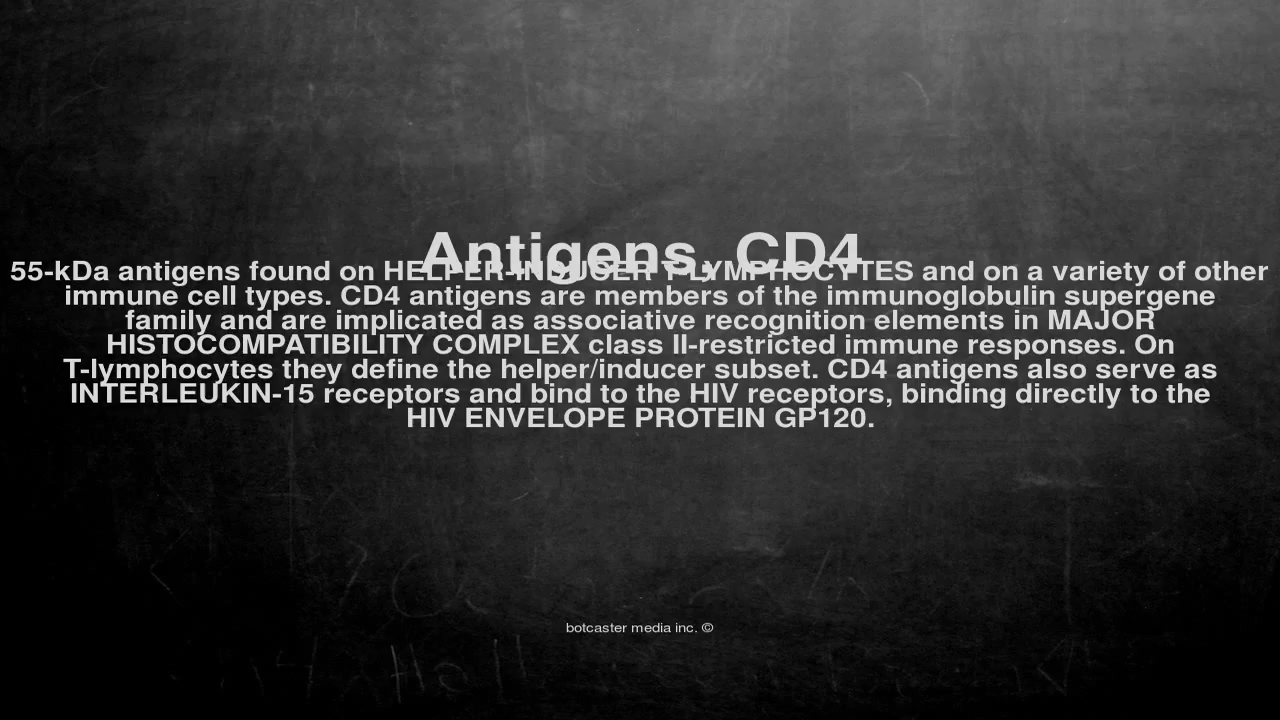 Antigens, CD4
55-kDa antigens found on HELPER-INDUCER T-LYMPHOCYTES and on a variety of other
immune cell types. CD4 antigens are members of the immunoglobulin supergene
family and are implicated as associative recognition elements in MAJOR
HISTOCOMPATIBILITY COMPLEX class II-restricted immune responses. On
T-lymphocytes they define the helper/inducer subset. CD4 antigens also serve as
INTERLEUKIN-15 receptors and bind to the HIV receptors, binding directly to the
HIV ENVELOPE PROTEIN GP120.
botcaster media inc. ©